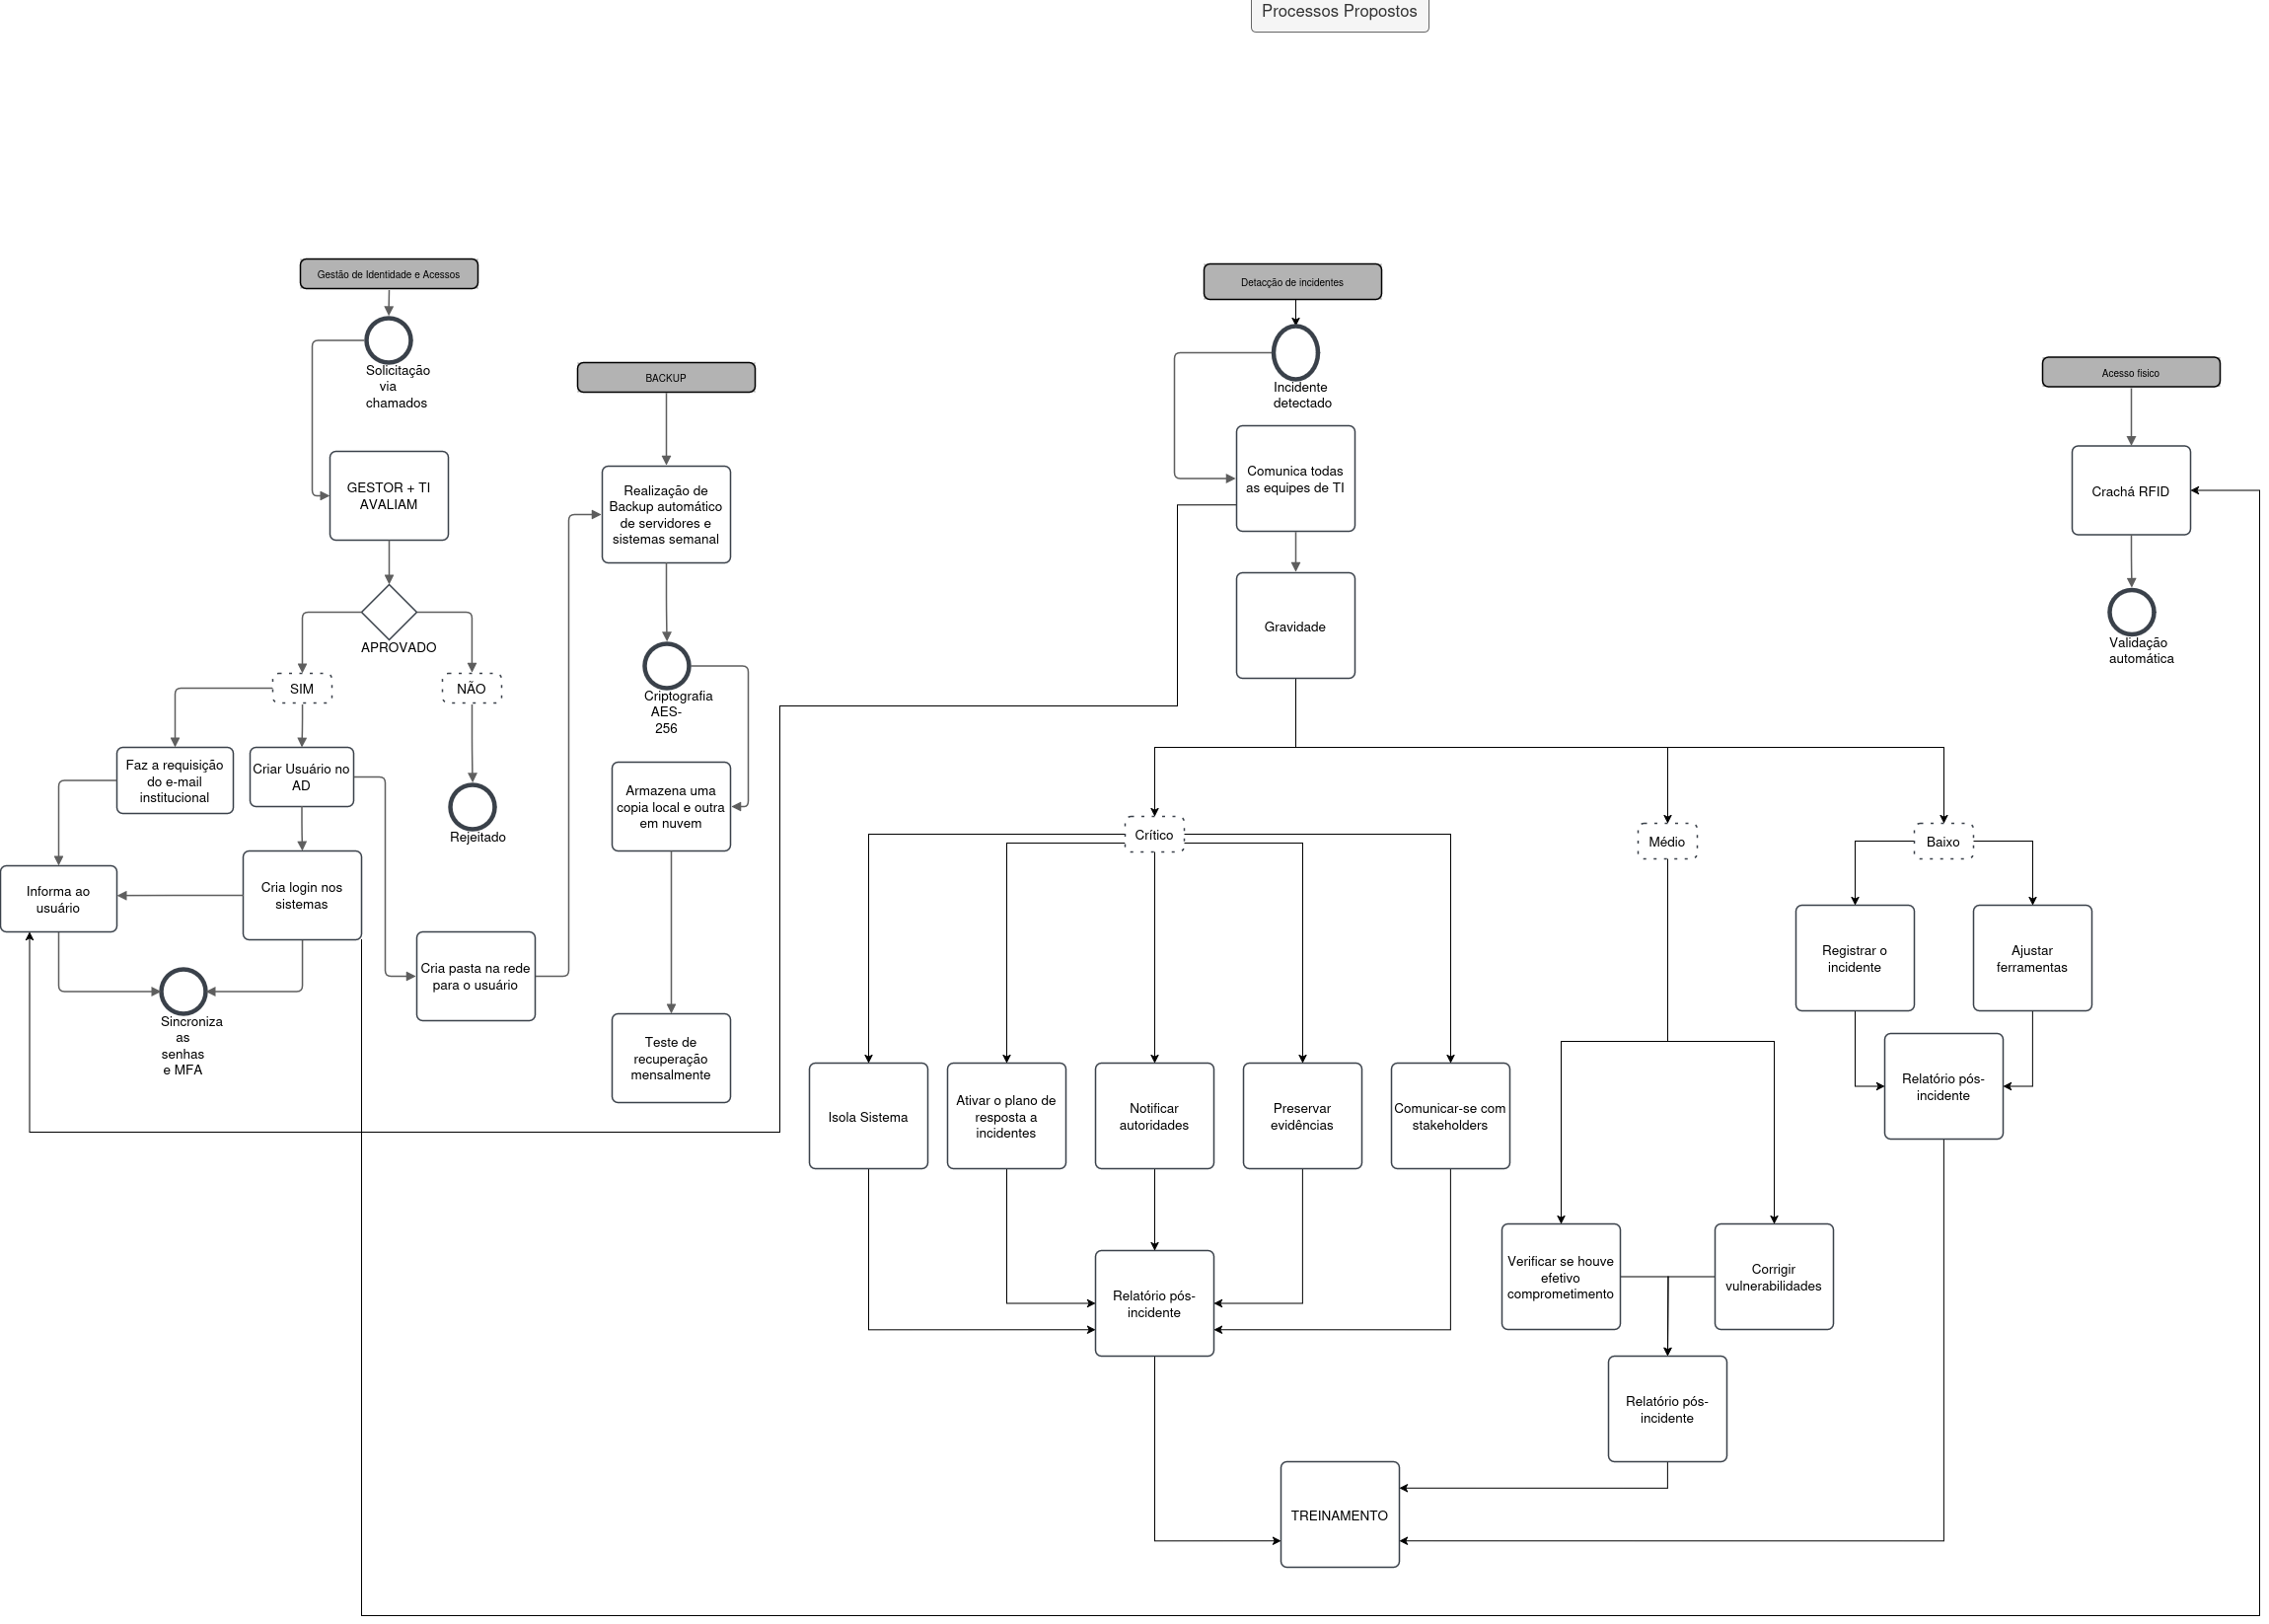 Processos Propostos
Gestão de Identidade e Acessos
Solicitação
via
chamados
GESTOR + TI
AVALIAM
APROVADO
SIM
NÃO
Faz a requisição
do e-mail
institucional
Criar Usuário no
AD
Rejeitado
Informa ao
usuário
Cria login nos
sistemas
Cria pasta na rede
para o usuário
Sincroniza
as
senhas
e MFA
BACKUP
Realização de
Backup automático
de servidores e
sistemas semanal
Criptografia
AES-
256
Armazena uma
copia local e outra
em nuvem
Teste de
recuperação
mensalmente
Detacção de incidentes
Incidente
detectado
Comunica todas
as equipes de TI
Gravidade
Crítico
Médio
Baixo
Isola Sistema
Ativar o plano de
resposta a
incidentes
Notificar
autoridades
Preservar
evidências
Comunicar-se com
stakeholders
Relatório pós-
incidente
Verificar se houve
efetivo
comprometimento
Corrigir
vulnerabilidades
Relatório pós-
incidente
Registrar o
incidente
Ajustar
ferramentas
Relatório pós-
incidente
TREINAMENTO
Acesso físico
Crachá RFID
Validação
automática